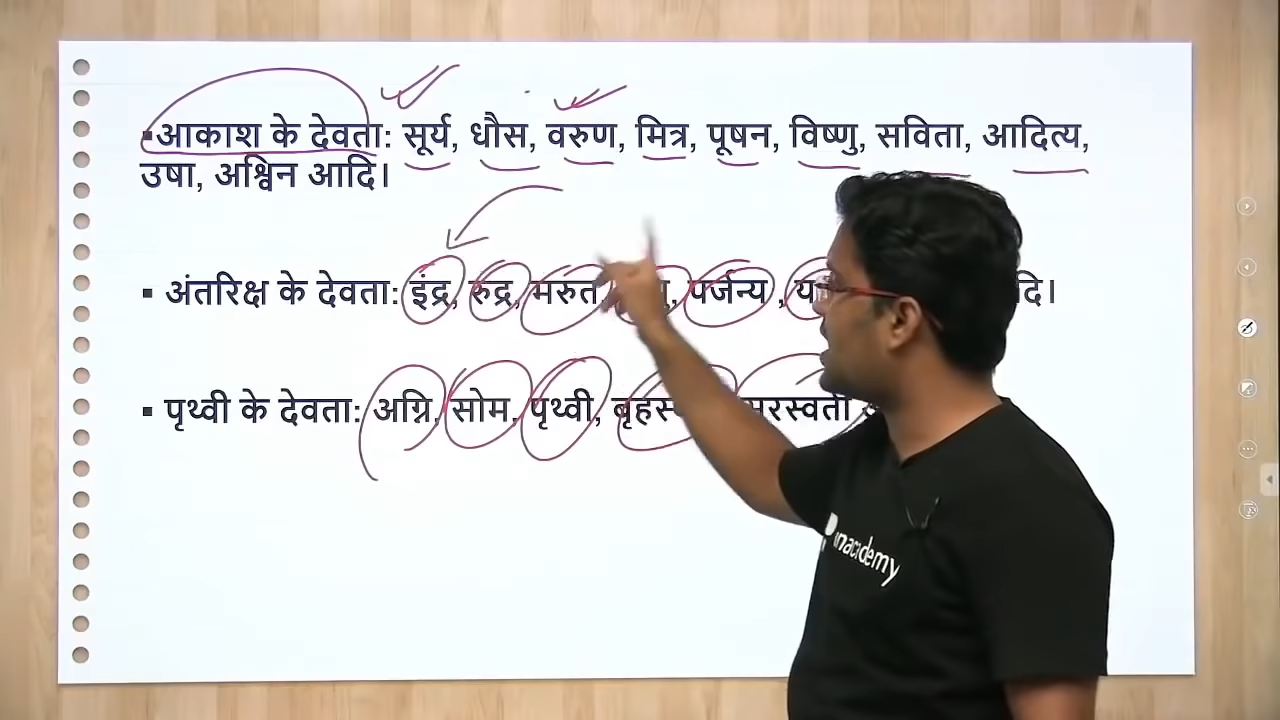 ▪आकाश के देवता: सूर्य, धौस, वरुण, मित्र, पूषन, विष्णु, सविता, आदित्य,
उषा, अश्विन आदि।
▪ अंतरिक्ष के देवता: इंद्र, रुद्र, मरुत, पर्जन्य ,
▪ पृथ्वी के देवता: अग्नि, सोम, पृथ्वी, सरस्वती
unacademy